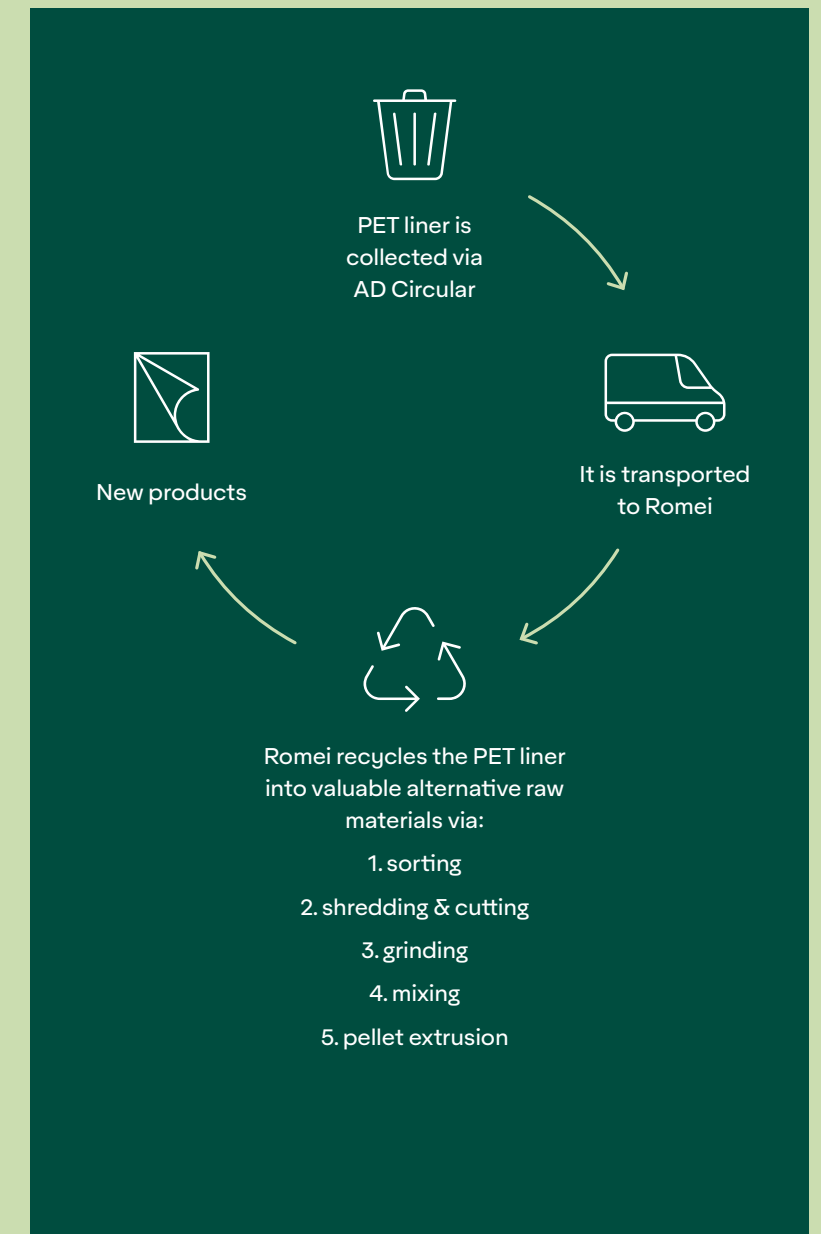 PET liner is
collected via
AD Circular
It is transported
to Romei
New products
Romei recycles the PET liner
into valuable alternative raw
materials via:
1. sorting
2. shredding & cutting
3. grinding
4. mixing
5. pellet extrusion